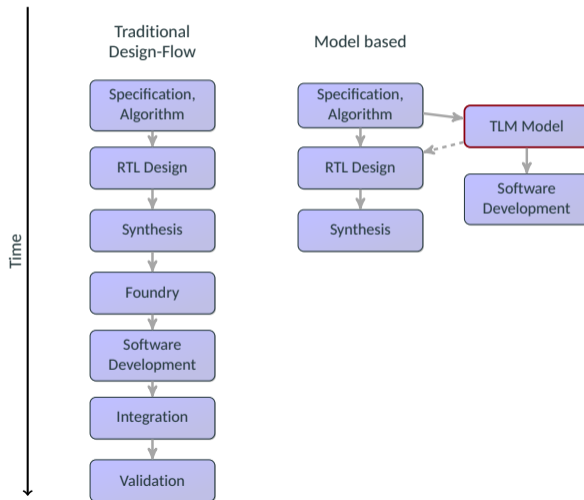 Traditional
Design-Flow
Specification,
Algorithm
RTL Design
Synthesis
Foundry
Software
Development
Integration
Validation
Model based
Specification,
Algorithm
RTL Design
Synthesis
TLM Model
Software
Development
Time